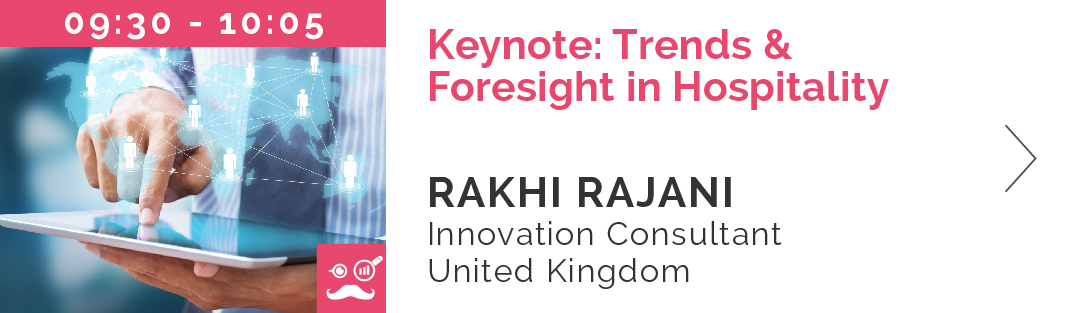 09:30 - 10:05
Keynote: Trends &
Foresight in Hospitality
RAKHI RAJANI
Innovation Consultant
United Kingdom